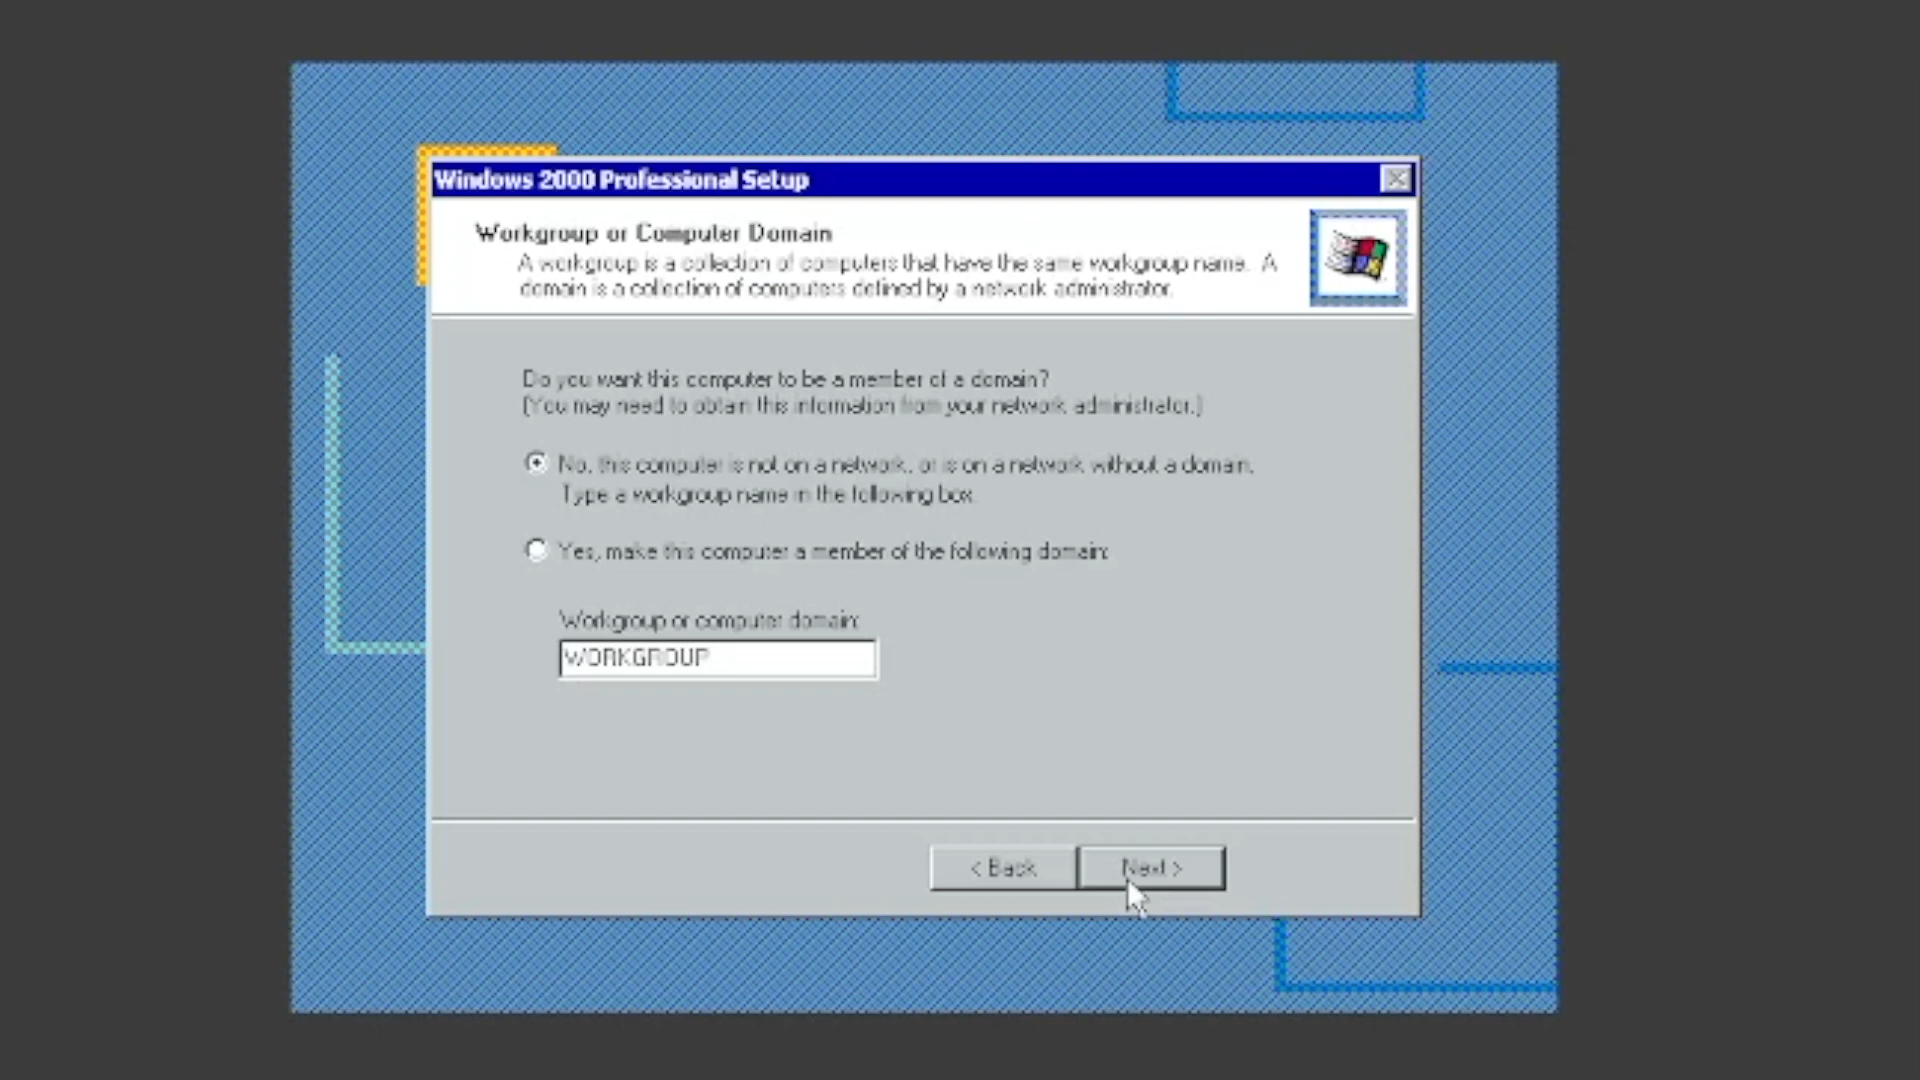 Windows 2000 Professional Setup
Workgroup or Computer Domain
A workgroup is a collection of computers that have the same workgroup name. A
domain is a collection of computers defined by a network administrator.
Do you want this computer to be a member of a domain?
(You may need to obtain this information from your network administrator.)
No, this computer is not on a network, or is on a network without a domain.
Type a workgroup name in the following box.
Yes, make this computer a member of the following domain:
Workgroup or computer domain:
WORKGROUP
< Back Next >